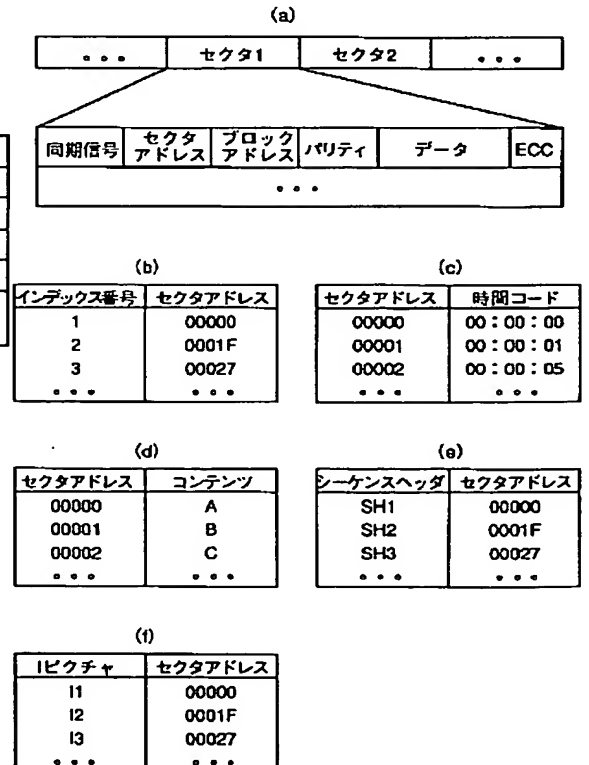 (a)
・・・ セクタ1 セクタ2 ・・・
同期信号 セクタアドレス ブロックアドレス パリティ データ ECC
・・・
(b)
インデックス番号 セクタアドレス
1 00000
2 0001F
3 00027
・・・ ・・・
(c)
セクタアドレス 時間コード
00000 00:00:00
00001 00:00:01
00002 00:00:05
・・・ ・・・
(d)
セクタアドレス コンテンツ
00000 A
00001 B
00002 C
・・・ ・・・
(e)
シーケンスヘッダ セクタアドレス
SH1 00000
SH2 0001F
SH3 00027
・・・ ・・・
(f)
Iピクチャ セクタアドレス
I1 00000
I2 0001F
I3 00027
・・・ ・・・